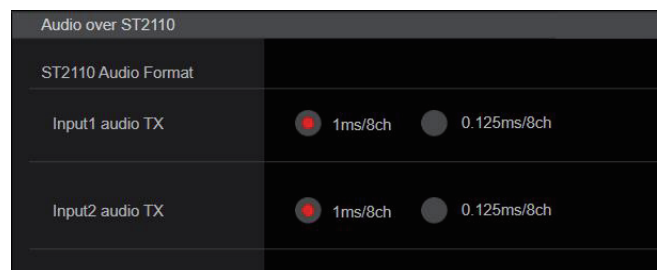 Audio over ST2110
ST2110 Audio Format
Input1 audio TX 1ms/8ch 0.125ms/8ch
Input2 audio TX 1ms/8ch 0.125ms/8ch